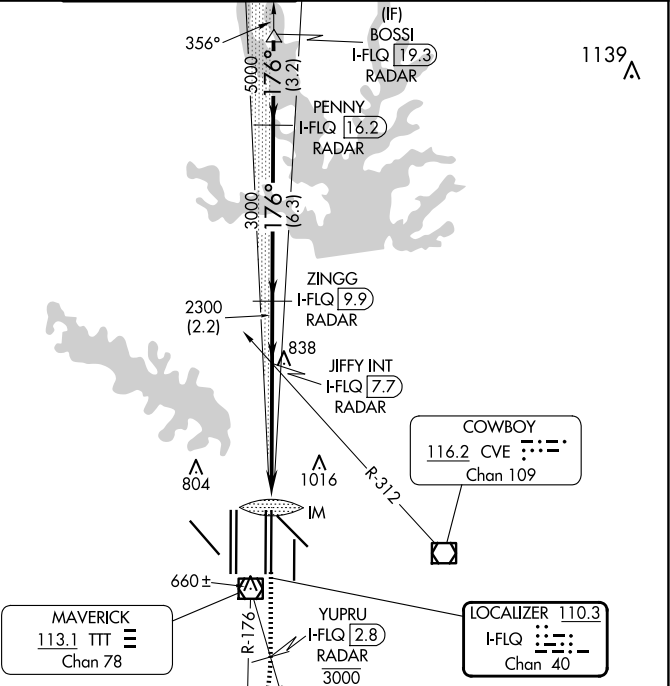 (IF)
BOSSI
I-FLQ 19.3
RADAR
356°
1139
5000
176°
(3.2)
PENNY
I-FLQ 16.2
RADAR
3000
176°
(6.3)
ZINGG
I-FLQ 9.9
RADAR
2300
(2.2)
838
JIFFY INT
I-FLQ 7.7
RADAR
COWBOY
116.2 CVE
Chan 109
R-312
804
1016
IM
660±
MAVERICK
113.1 TTT
Chan 78
R-176
YUPRU
I-FLQ 2.8
RADAR
3000
LOCALIZER 110.3
I-FLQ
Chan 40